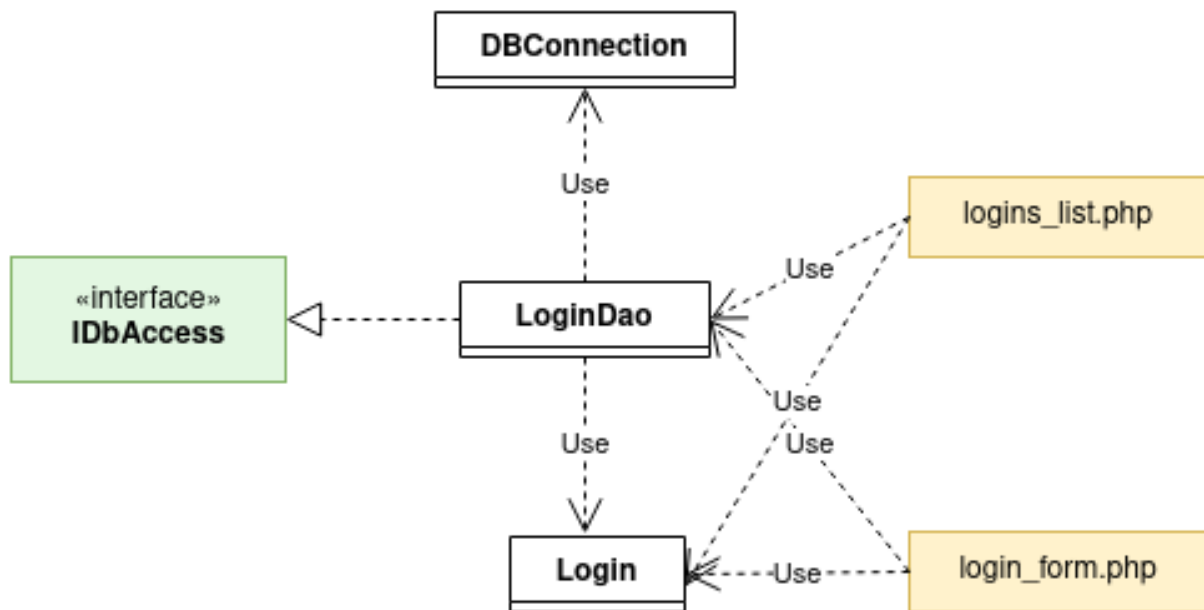 DBConnection
Use
logins_list.php
Use
«interface»
IDbAccess
LoginDao
Use
Use
Use
Login
Use
login_form.php